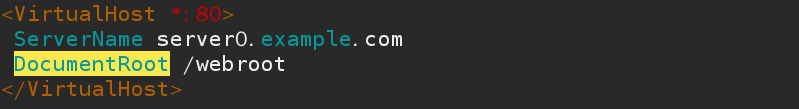 <VirtualHost *:80>
ServerName server0.example.com
DocumentRoot /webroot
</VirtualHost>